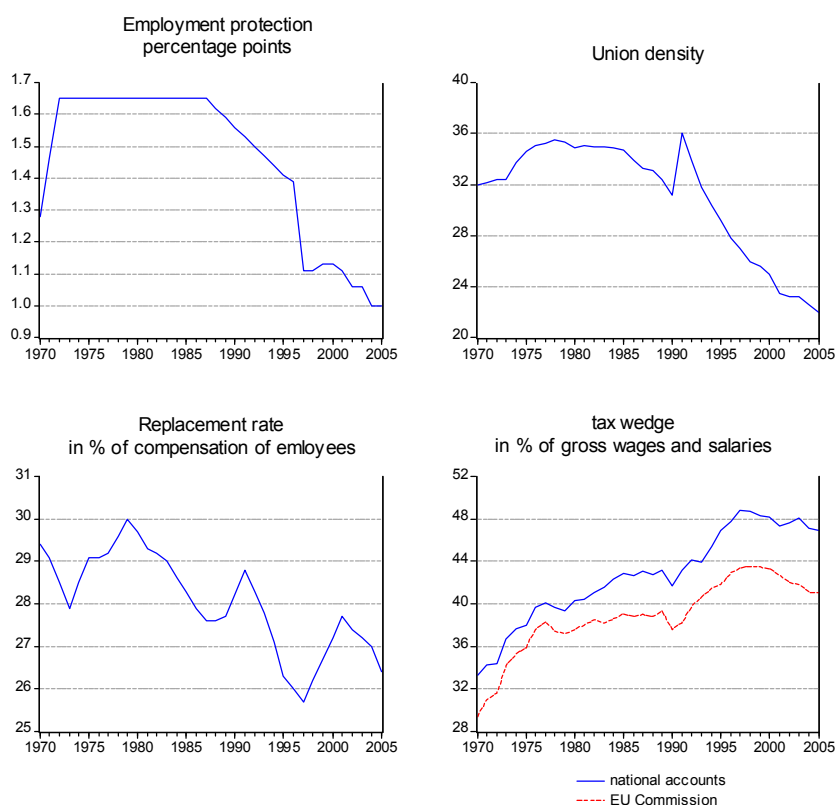 Employment protection
percentage points
1.7
1.6
1.5
1.4
1.3
1.2
1.1
1.0
0.9
1970 1975 1980 1985 1990 1995 2000 2005
Union density
40
36
32
28
24
20
1970 1975 1980 1985 1990 1995 2000 2005
Replacement rate
in % of compensation of emloyees
31
30
29
28
27
26
25
1970 1975 1980 1985 1990 1995 2000 2005
tax wedge
in % of gross wages and salaries
52
48
44
40
36
32
28
1970 1975 1980 1985 1990 1995 2000 2005
national accounts
EU Commission